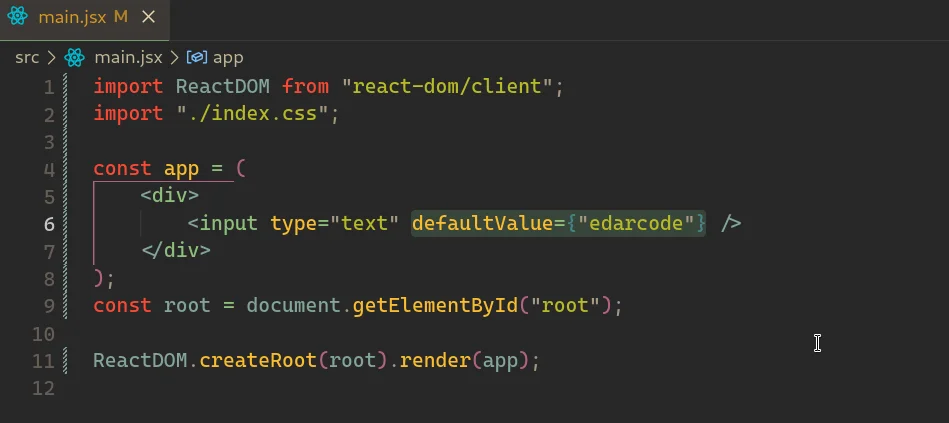 main.jsx M
src > main.jsx > app
1 import ReactDOM from "react-dom/client";
2 import "./index.css";
3
4 const app = (
5     <div>
6         <input type="text" defaultValue={"edarcode"} />
7     </div>
8 );
9 const root = document.getElementById("root");
10
11 ReactDOM.createRoot(root).render(app);
12